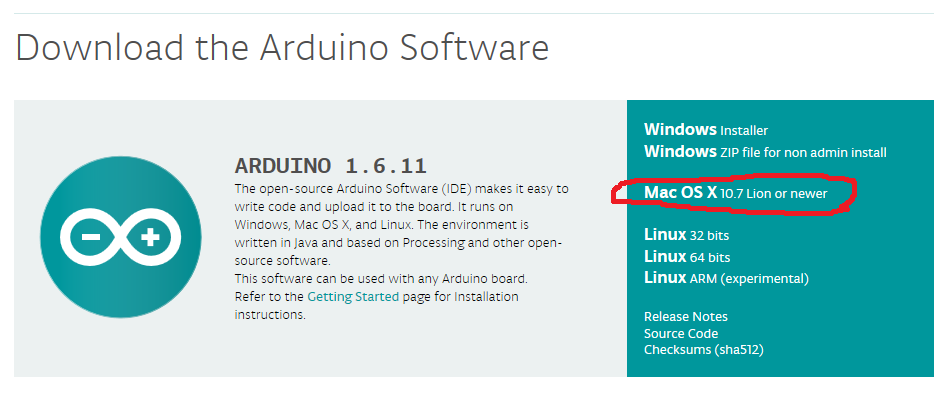 Download the Arduino Software
ARDUINO 1.6.11
The open-source Arduino Software (IDE) makes it easy to
write code and upload it to the board. It runs on
Windows, Mac OS X, and Linux. The environment is
written in Java and based on Processing and other open-
source software.
This software can be used with any Arduino board.
Refer to the Getting Started page for Installation
instructions.
Windows Installer
Windows ZIP file for non admin install
Mac OS X 10.7 Lion or newer
Linux 32 bits
Linux 64 bits
Linux ARM (experimental)
Release Notes
Source Code
Checksums (sha512)